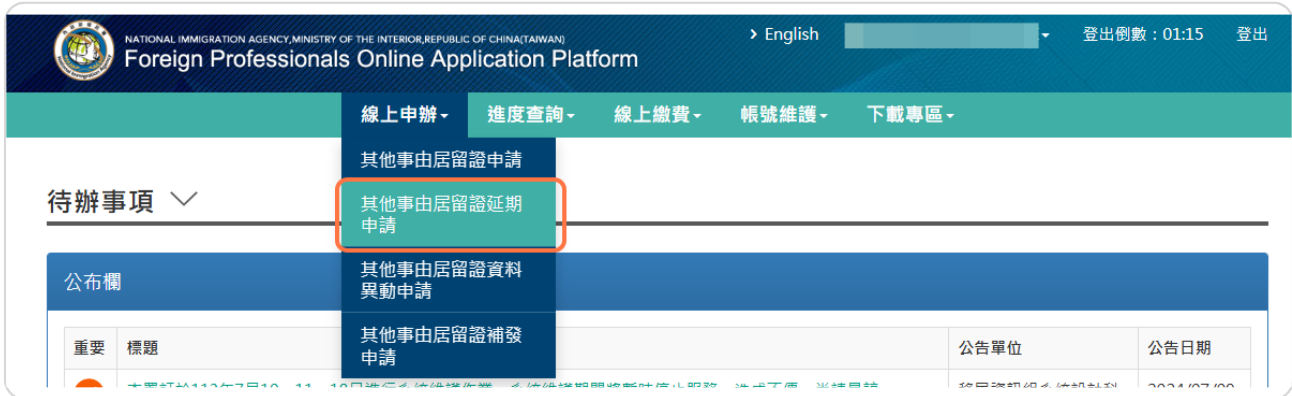 NATIONAL IMMIGRATION AGENCY,MINISTRY OF THE INTERIOR,REPUBLIC OF CHINA(TAIWAN)
Foreign Professionals Online Application Platform
English
登出倒數：01:15
登出
線上申辦
進度查詢
線上繳費
帳號維護
下載專區
其他事由居留證申請
其他事由居留證延期
申請
其他事由居留證資料
異動申請
其他事由居留證補發
申請
待辦事項
公布欄
重要
標題
公告單位
公告日期